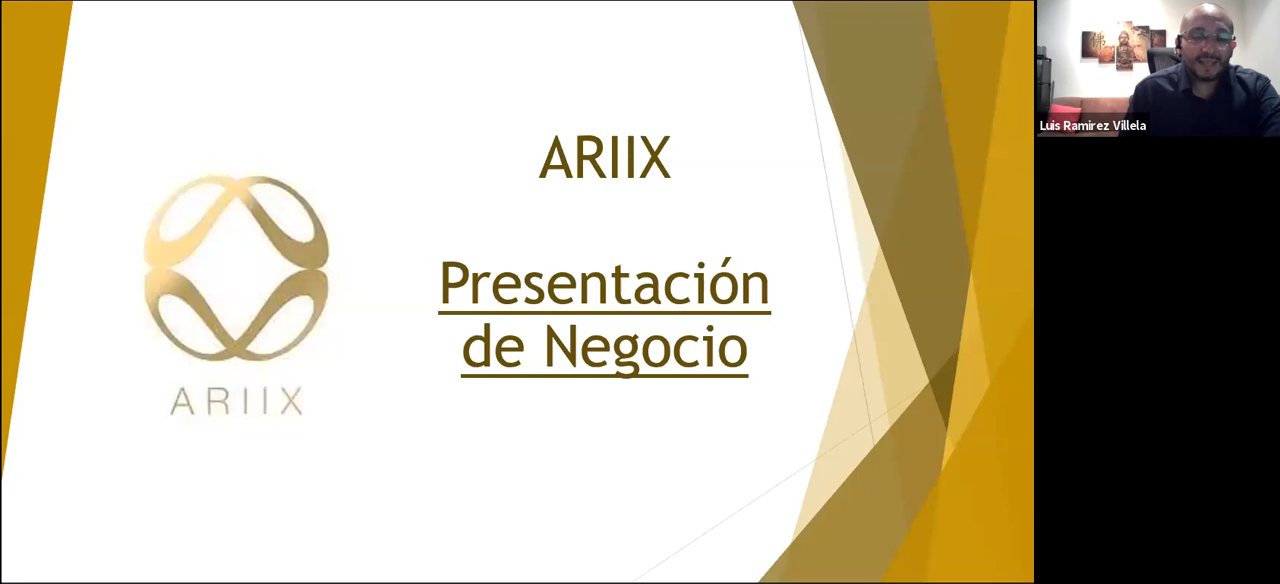 ARIIX
Presentación
de Negocio
ARIIX
Luis Ramirez Villela